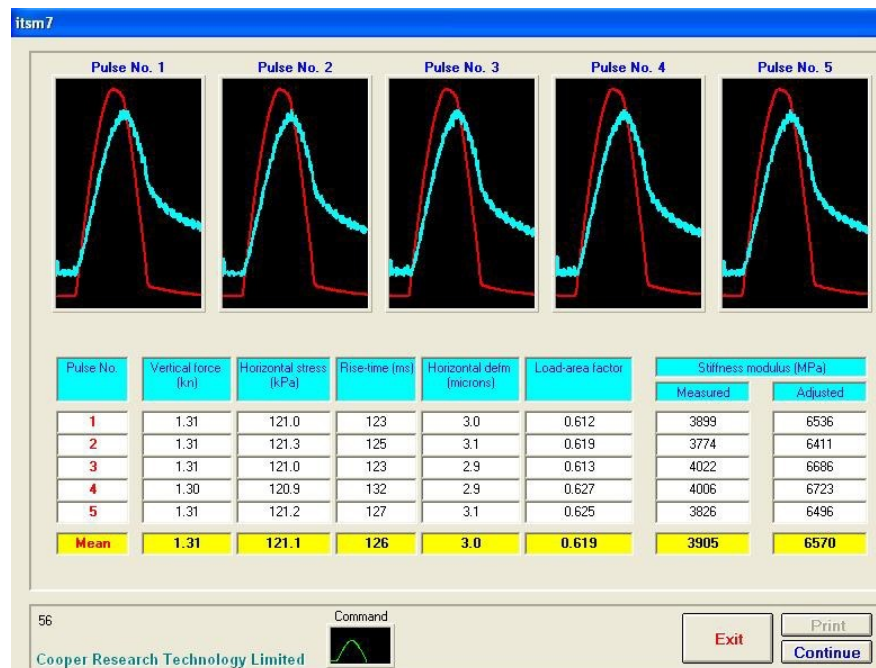 itsm7
Pulse No. 1 Pulse No. 2 Pulse No. 3 Pulse No. 4 Pulse No. 5
Pulse No. Vertical force (kn) Horizontal stress (kPa) Rise-time (ms) Horizontal defm (microns) Load-area factor Stiffness modulus (MPa)
Measured Adjusted
1 1.31 121.0 123 3.0 0.612 3899 6536
2 1.31 121.3 125 3.1 0.619 3774 6411
3 1.31 121.0 123 2.9 0.613 4022 6686
4 1.30 120.9 132 2.9 0.627 4006 6723
5 1.31 121.2 127 3.1 0.625 3826 6496
Mean 1.31 121.1 126 3.0 0.619 3905 6570
56
Command
Exit
Print
Cooper Research Technology Limited
Continue